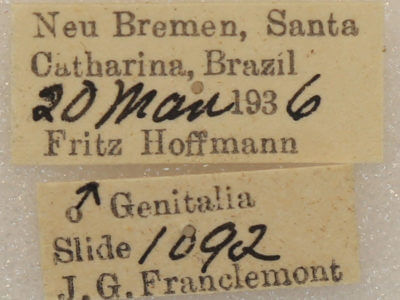 Neu Bremen, Santa
Catharina, Brazil
20 Mar 1936
Fritz Hoffmann
♂ Genitalia
Slide 1092
J. G. Franclemont